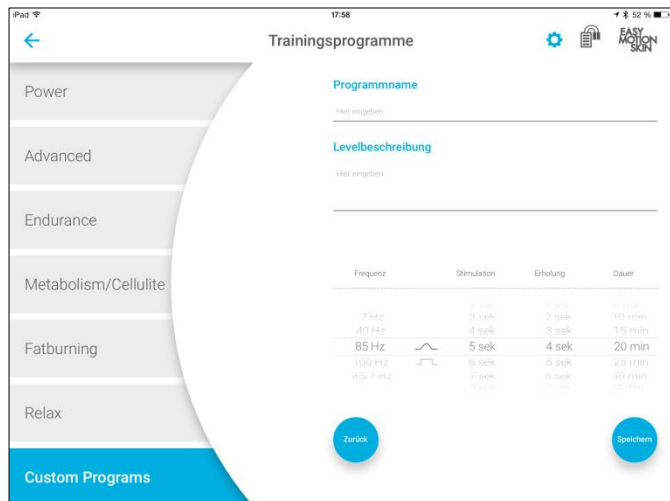 iPad
17:58
52 %
Trainingsprogramme
EASY
MOTION
SKIN
Power
Advanced
Endurance
Metabolism/Cellulite
Fatburning
Relax
Custom Programs
Programmname
Hier eingeben
Levelbeschreibung
Hier eingeben
Frequenz Stimulation Erholung Dauer
7 Hz 3 sek 2 sek 10 min
40 Hz 4 sek 3 sek 15 min
85 Hz 5 sek 4 sek 20 min
100 Hz 6 sek 5 sek 25 min
85/7 Hz 7 sek 6 sek 30 min
Zurück
Speichern